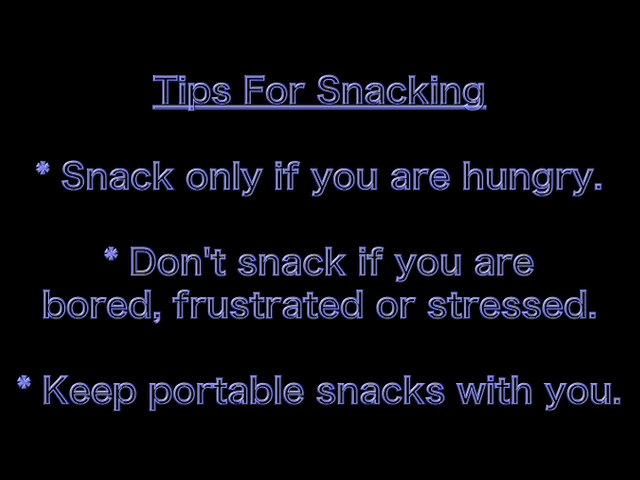 Tips For Snacking
* Snack only if you are hungry.
* Don't snack if you are
bored, frustrated or stressed.
* Keep portable snacks with you.